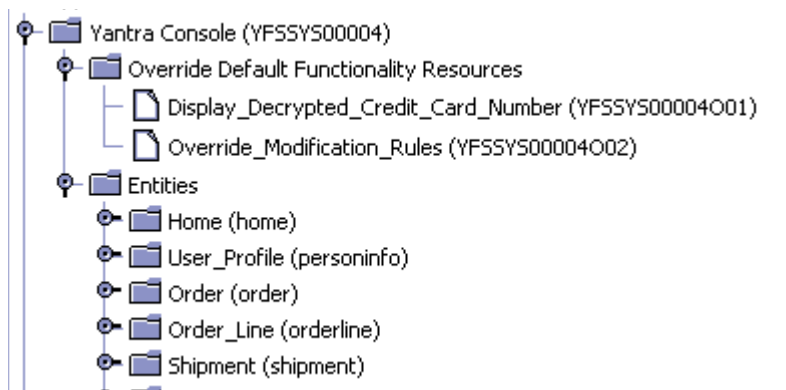 Yantra Console (YFSSYS00004)
Override Default Functionality Resources
Display_Decrypted_Credit_Card_Number (YFSSYS00004O01)
Override_Modification_Rules (YFSSYS00004O02)
Entities
Home (home)
User_Profile (personinfo)
Order (order)
Order_Line (orderline)
Shipment (shipment)